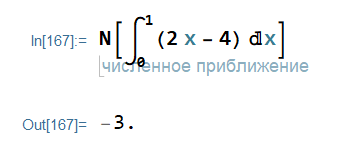 In[167]:= N[∫₀¹ (2 x - 4) ⅆx]
численное приближение
Out[167]= -3.